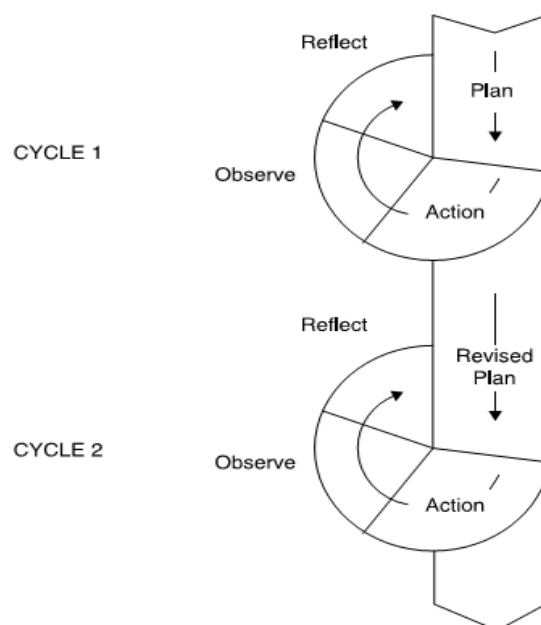 Reflect
Plan
CYCLE 1
Observe
Action
Reflect
Revised
Plan
CYCLE 2
Observe
Action